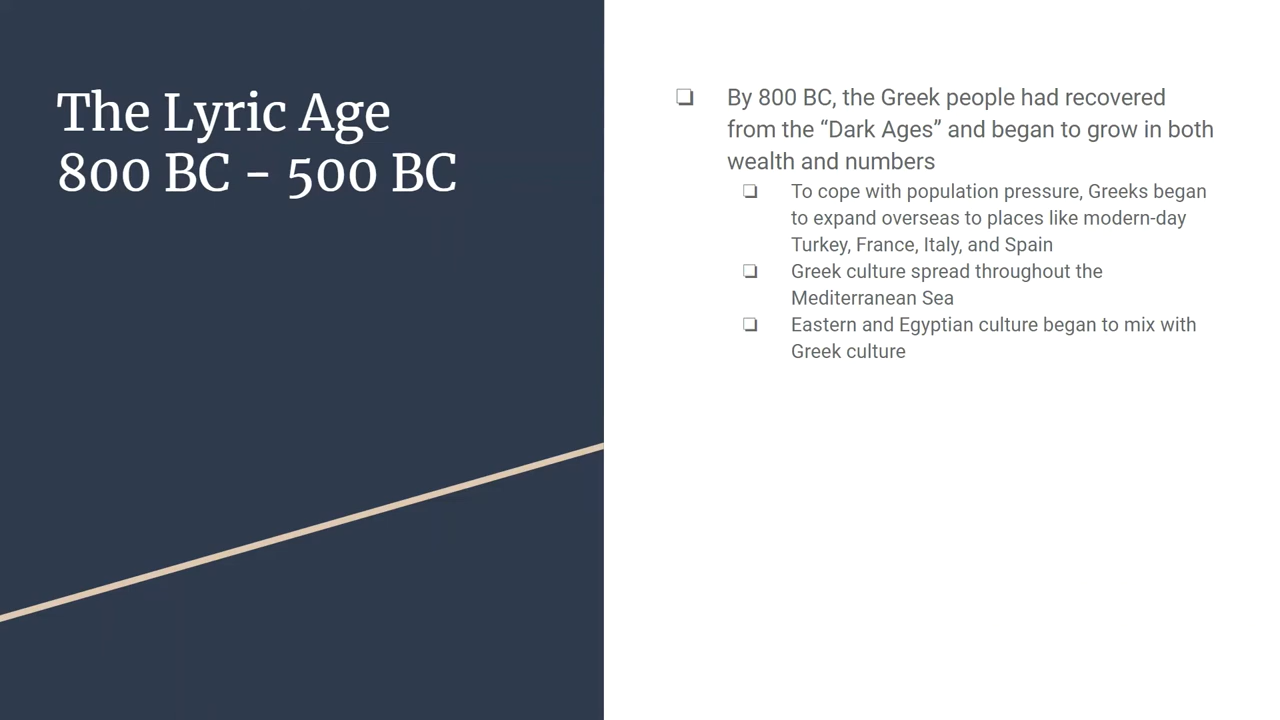 The Lyric Age
800 BC - 500 BC
❏ By 800 BC, the Greek people had recovered
from the “Dark Ages” and began to grow in both
wealth and numbers
❏ To cope with population pressure, Greeks began
to expand overseas to places like modern-day
Turkey, France, Italy, and Spain
❏ Greek culture spread throughout the
Mediterranean Sea
❏ Eastern and Egyptian culture began to mix with
Greek culture